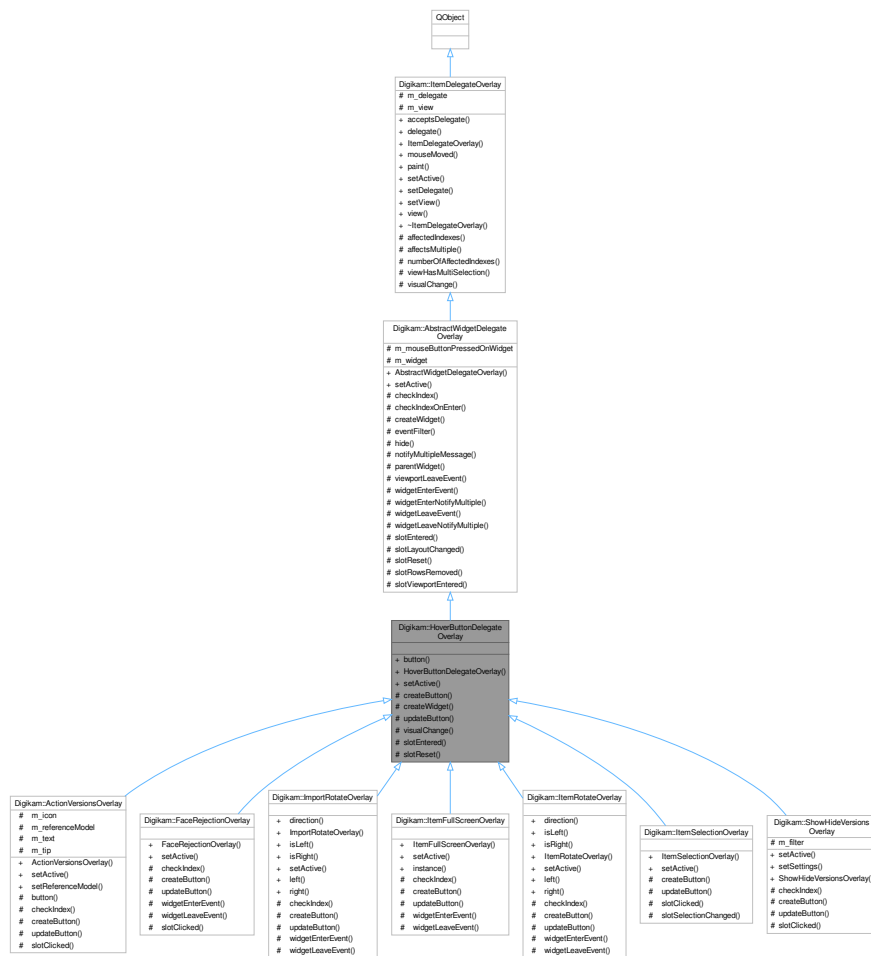 QObject
Digikam::ItemDelegateOverlay
# m_delegate
# m_view
+ acceptsDelegate()
+ delegate()
+ ItemDelegateOverlay()
+ mouseMoved()
+ paint()
+ setActive()
+ setDelegate()
+ setView()
+ view()
+ ~ItemDelegateOverlay()
# affectedIndexes()
# affectsMultiple()
# numberOfAffectedIndexes()
# viewHasMultiSelection()
# visualChange()
Digikam::AbstractWidgetDelegate
Overlay
# m_mouseButtonPressedOnWidget
# m_widget
+ AbstractWidgetDelegateOverlay()
+ setActive()
# checkIndex()
# checkIndexOnEnter()
# createWidget()
# eventFilter()
# hide()
# notifyMultipleMessage()
# parentWidget()
# viewportLeaveEvent()
# widgetEnterEvent()
# widgetEnterNotifyMultiple()
# widgetLeaveEvent()
# widgetLeaveNotifyMultiple()
# slotEntered()
# slotLayoutChanged()
# slotReset()
# slotRowsRemoved()
# slotViewportEntered()
Digikam::HoverButtonDelegate
Overlay
+ button()
+ HoverButtonDelegateOverlay()
+ setActive()
# createButton()
# createWidget()
# updateButton()
# visualChange()
# slotEntered()
# slotReset()
Digikam::ActionVersionsOverlay
# m_icon
# m_referenceModel
# m_text
# m_tip
+ ActionVersionsOverlay()
+ setActive()
+ setReferenceModel()
# button()
# checkIndex()
# createButton()
# updateButton()
# slotClicked()
Digikam::FaceRejectionOverlay
+ FaceRejectionOverlay()
+ setActive()
# checkIndex()
# createButton()
# updateButton()
# widgetEnterEvent()
# widgetLeaveEvent()
# slotClicked()
Digikam::ImportRotateOverlay
+ direction()
+ ImportRotateOverlay()
+ isLeft()
+ isRight()
+ setActive()
+ left()
+ right()
# checkIndex()
# createButton()
# updateButton()
# widgetEnterEvent()
# widgetLeaveEvent()
Digikam::ItemFullScreenOverlay
+ ItemFullScreenOverlay()
+ setActive()
+ instance()
# checkIndex()
# createButton()
# updateButton()
# widgetEnterEvent()
# widgetLeaveEvent()
Digikam::ItemRotateOverlay
+ direction()
+ isLeft()
+ isRight()
+ ItemRotateOverlay()
+ setActive()
+ left()
+ right()
# checkIndex()
# createButton()
# updateButton()
# widgetEnterEvent()
# widgetLeaveEvent()
Digikam::ItemSelectionOverlay
+ ItemSelectionOverlay()
+ setActive()
# createButton()
# updateButton()
# slotClicked()
# slotSelectionChanged()
Digikam::ShowHideVersions
Overlay
# m_filter
+ setActive()
+ setSettings()
+ ShowHideVersionsOverlay()
# checkIndex()
# createButton()
# updateButton()
# slotClicked()